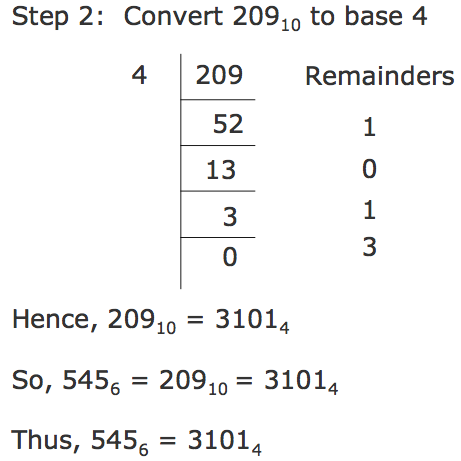 Step 2: Convert 209₁₀ to base 4
4 209 Remainders
52 1
13 0
3 1
0 3
Hence, 209₁₀ = 3101₄
So, 545₆ = 209₁₀ = 3101₄
Thus, 545₆ = 3101₄